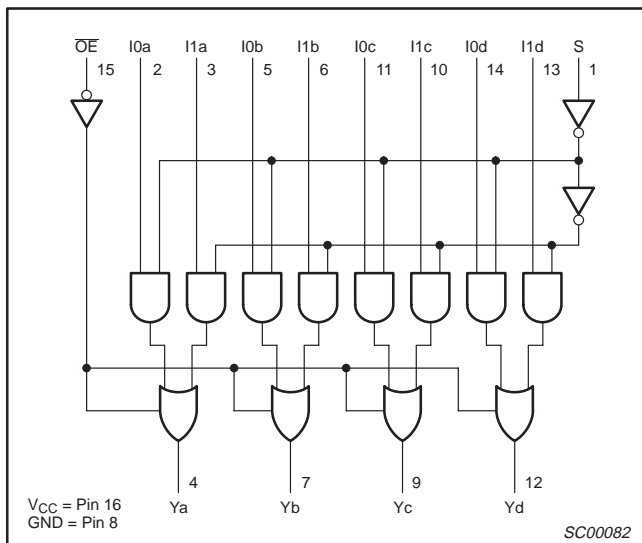 OE I0a I1a I0b I1b I0c I1c I0d I1d S
15 2 3 5 6 11 10 14 13 1
4 7 9 12
Ya Yb Yc Yd
VCC = Pin 16
GND = Pin 8
SC00082